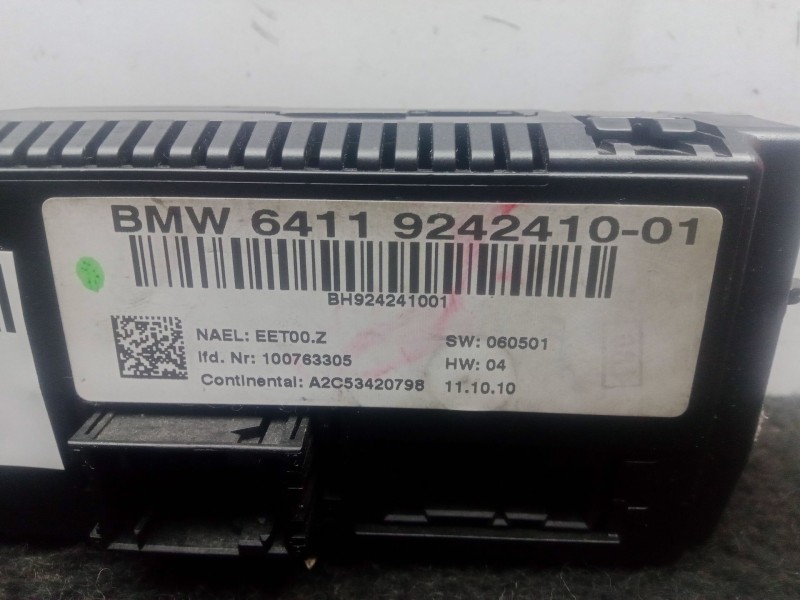 BMW 6411 9242410-01
BH924241001
NAEL: EET00.Z SW: 060501
lfd. Nr: 100763305 HW: 04
Continental: A2C53420798 11.10.10